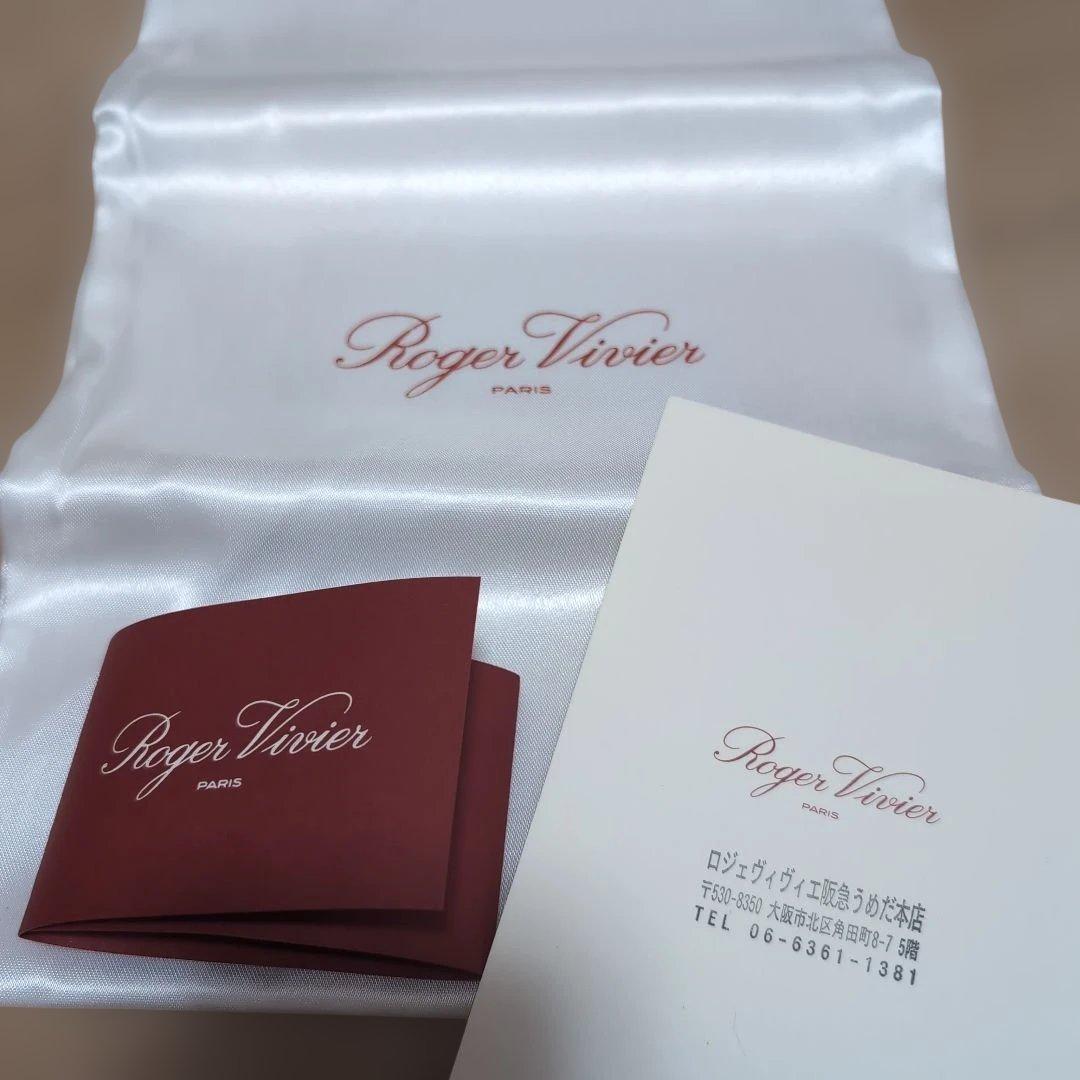 Roger Vivier
PARIS
Roger Vivier
PARIS
Roger Vivier
PARIS
ロジェヴィヴィエ阪急うめだ本店
〒530-8350 大阪市北区角田町8-7 5階
TEL 06-6361-1381